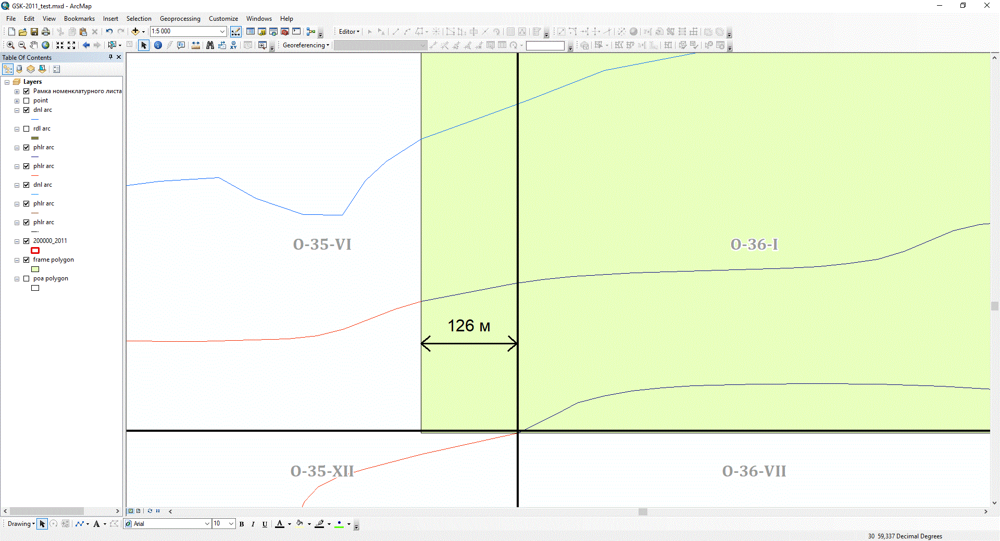 GSK-2011_test.mxd - ArcMap
File Edit View Bookmarks Insert Selection Geoprocessing Customize Windows Help
1:5 000
Editor
Georeferencing
Table Of Contents
Layers
Рамка номенклатурного листа
point
dnl arc
rdl arc
phlr arc
phlr arc
dnl arc
phlr arc
phlr arc
200000_2011
frame polygon
poa polygon
O-35-VI
O-36-I
126 м
O-35-XII
O-36-VII
Drawing
A
Arial
10
B I U A
30 59,337 Decimal Degrees